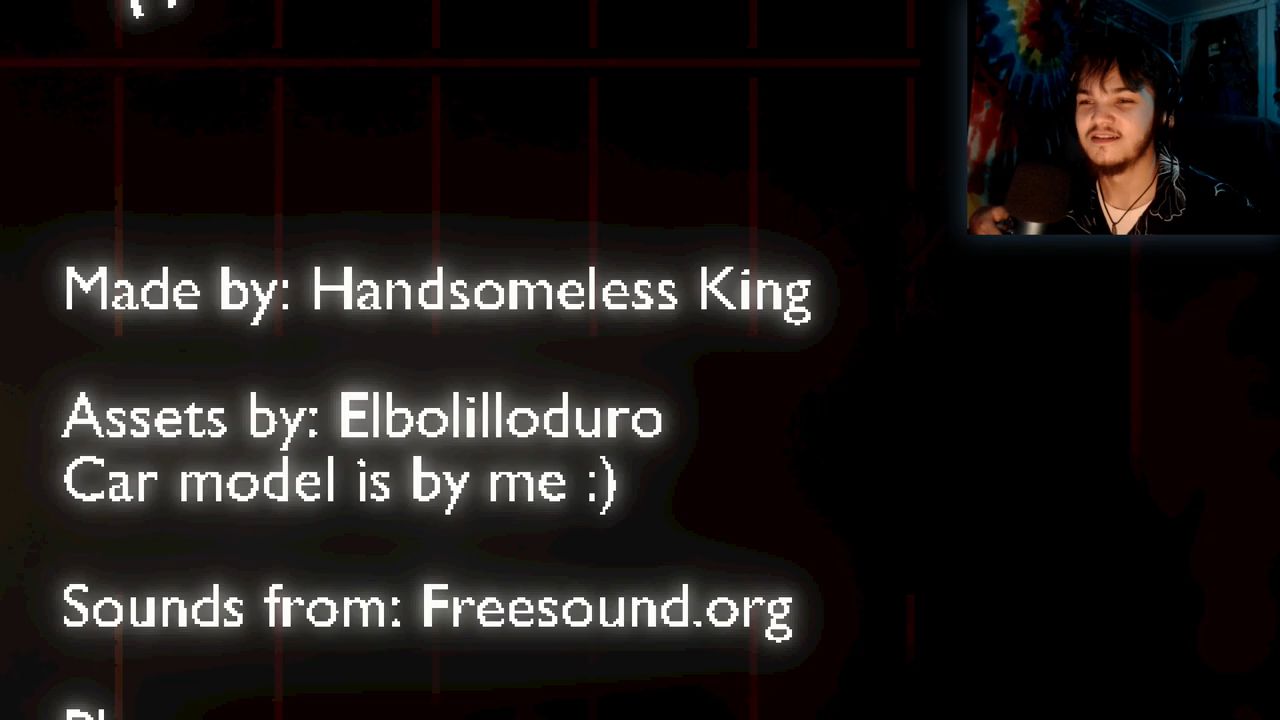 Made by: Handsomeless King
Assets by: Elbolilloduro
Car model is by me :)
Sounds from: Freesound.org